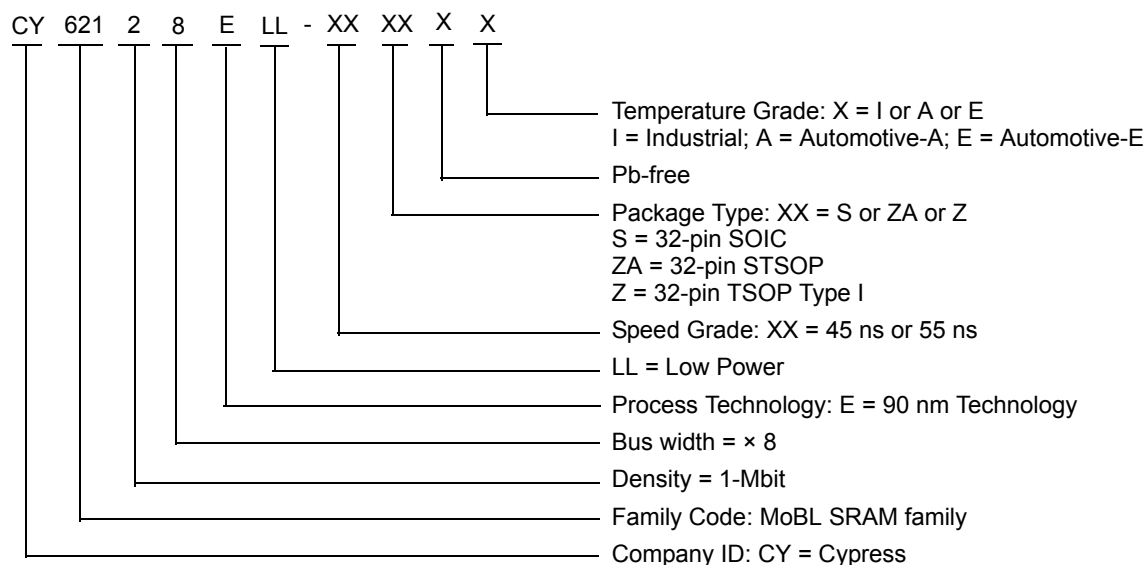 CY 621 2 8 E LL - XX XX X X
Temperature Grade: X = I or A or E
I = Industrial; A = Automotive-A; E = Automotive-E
Pb-free
Package Type: XX = S or ZA or Z
S = 32-pin SOIC
ZA = 32-pin STSOP
Z = 32-pin TSOP Type I
Speed Grade: XX = 45 ns or 55 ns
LL = Low Power
Process Technology: E = 90 nm Technology
Bus width = × 8
Density = 1-Mbit
Family Code: MoBL SRAM family
Company ID: CY = Cypress